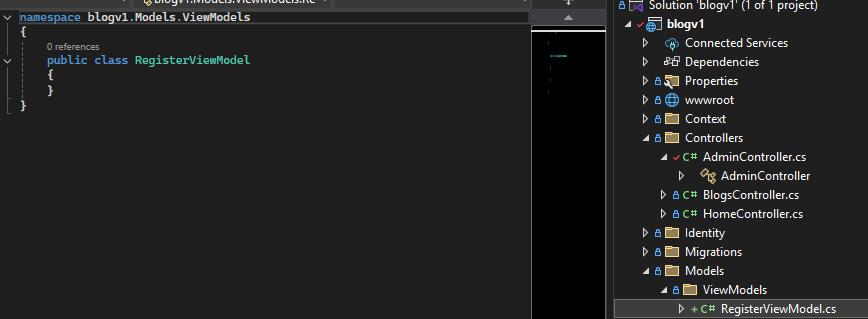 blogv1.Models.ViewModels.Re
namespace blogv1.Models.ViewModels
{
0 references
public class RegisterViewModel
{
}
}
Solution 'blogv1' (1 of 1 project)
blogv1
Connected Services
Dependencies
Properties
wwwroot
Context
Controllers
C# AdminController.cs
AdminController
C# BlogsController.cs
C# HomeController.cs
Identity
Migrations
Models
ViewModels
+ C# RegisterViewModel.cs